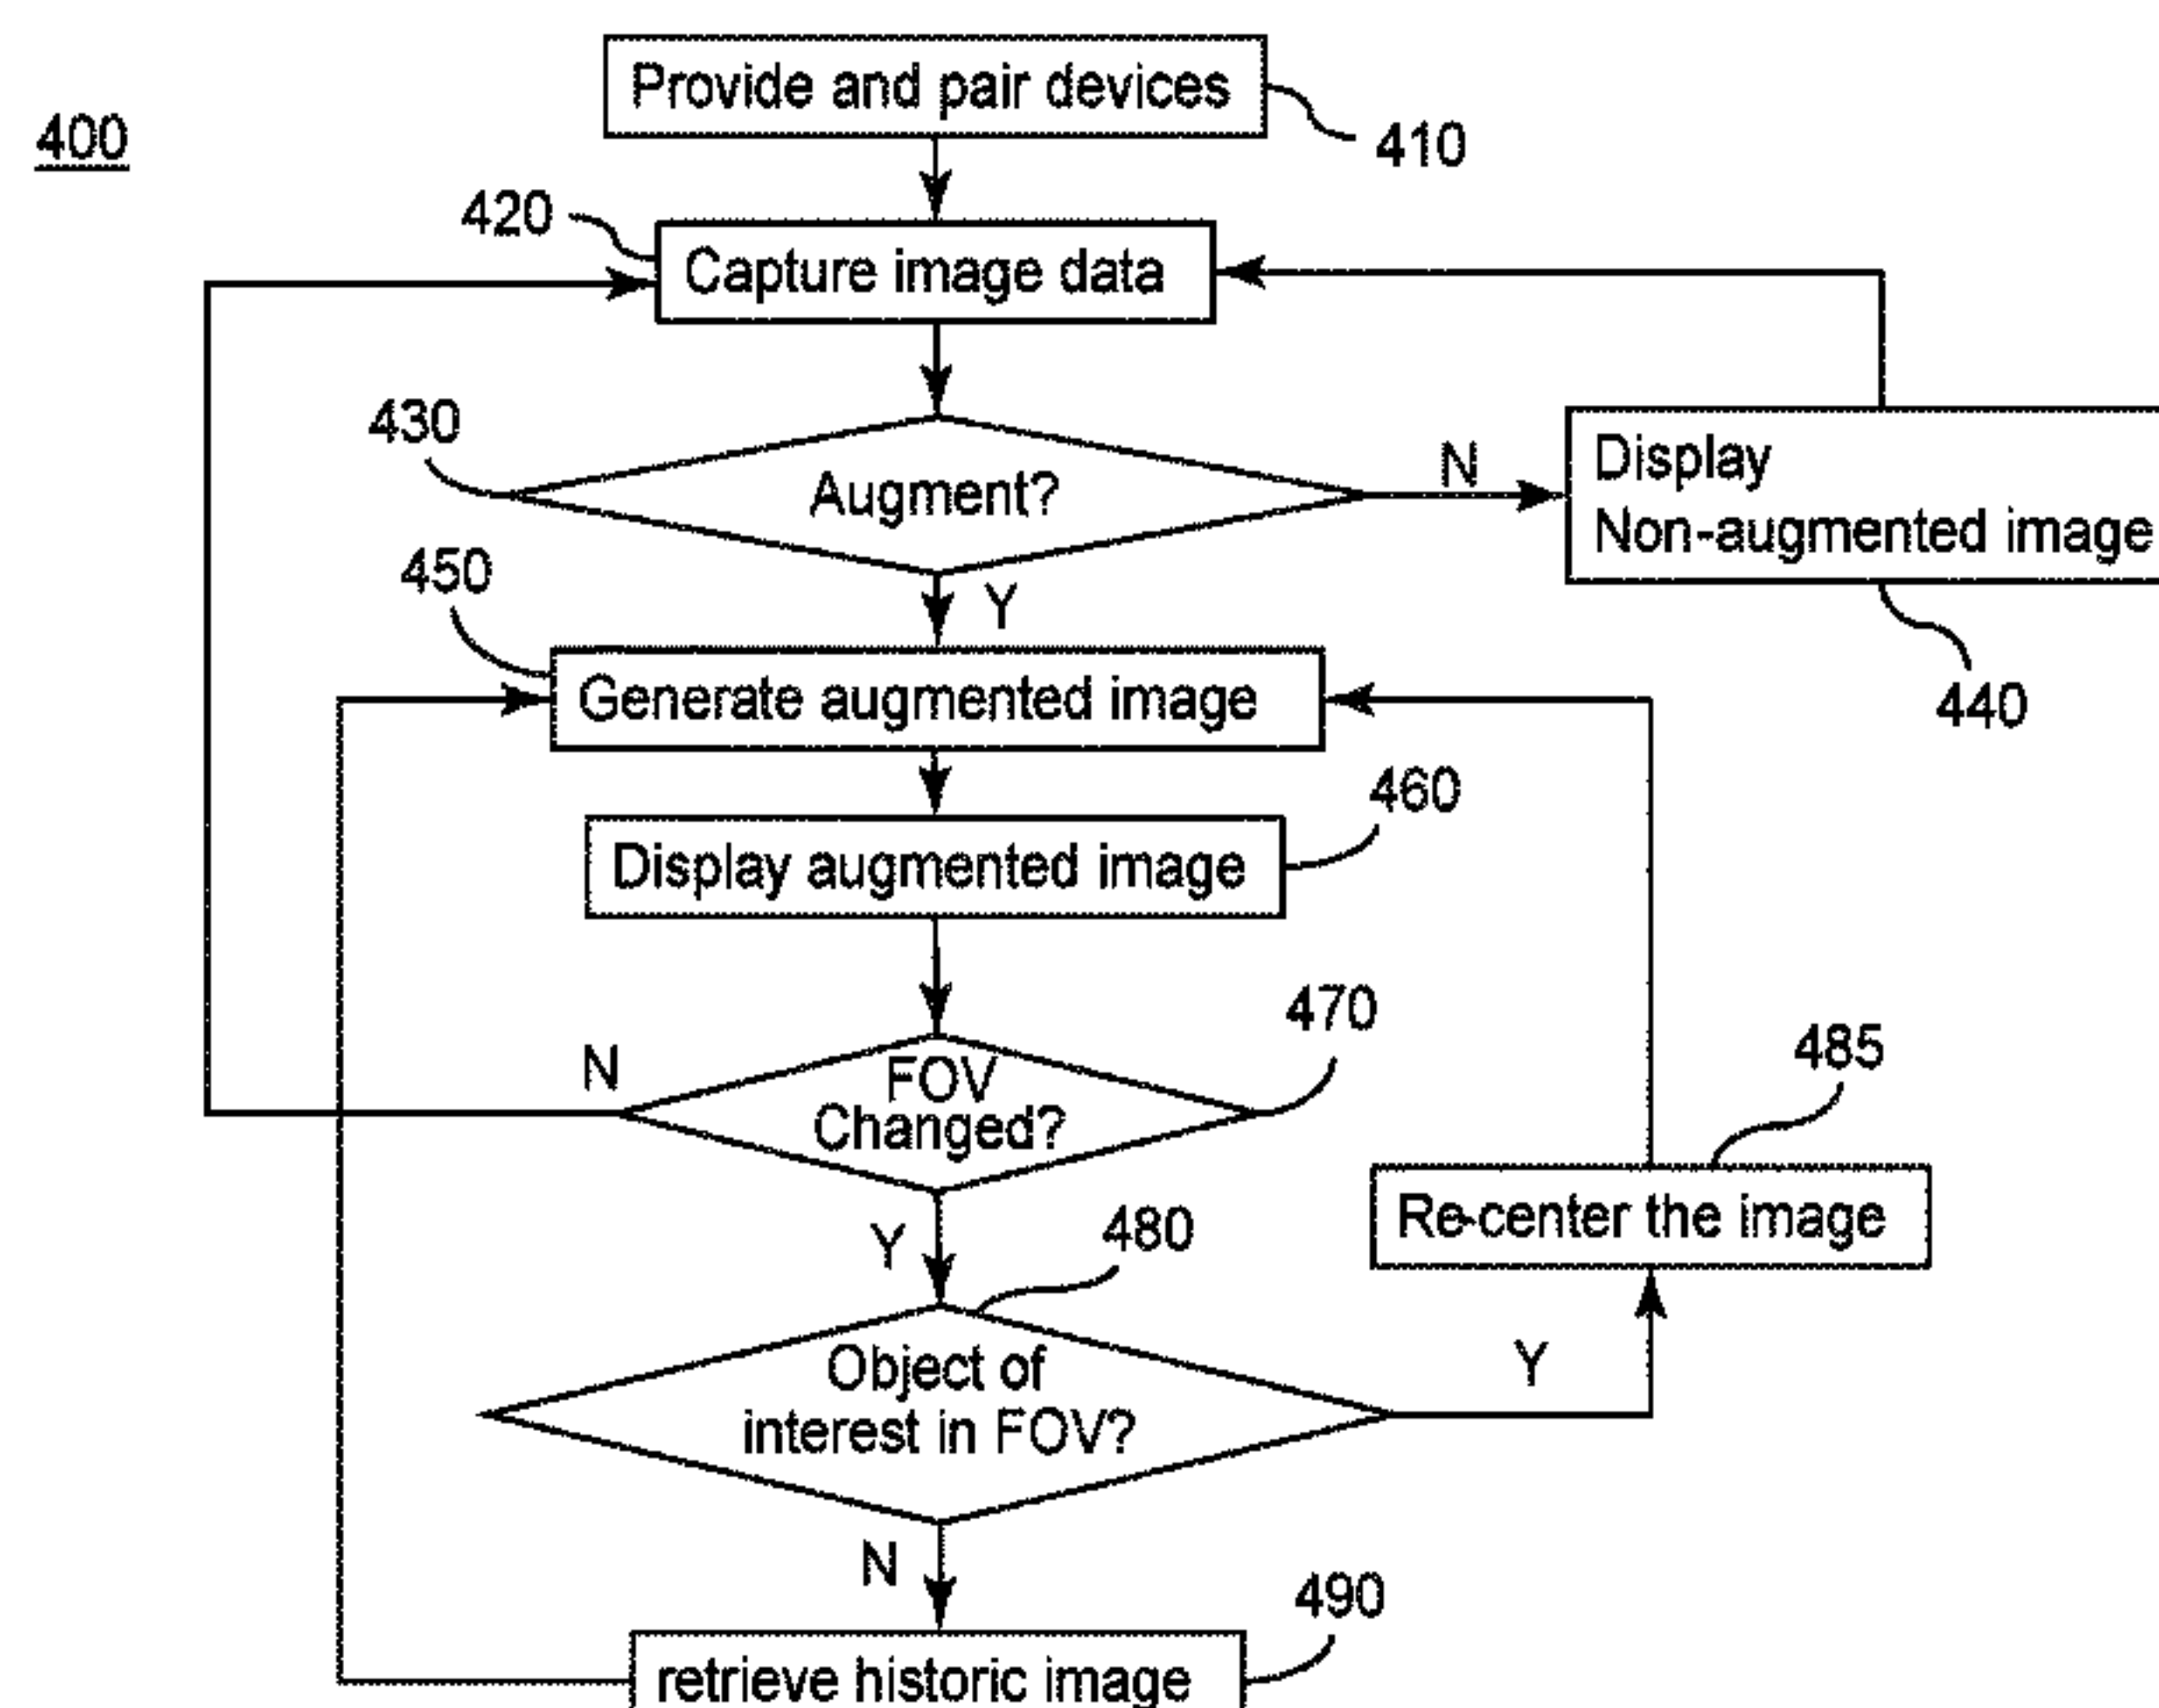 400
Provide and pair devices
410
420
Capture image data
430
Augment?
N
Display
Non-augmented image
440
Y
450
Generate augmented image
460
Display augmented image
470
N
FOV
Changed?
485
Re-center the image
Y
480
Object of
interest in FOV?
Y
N
490
retrieve historic image